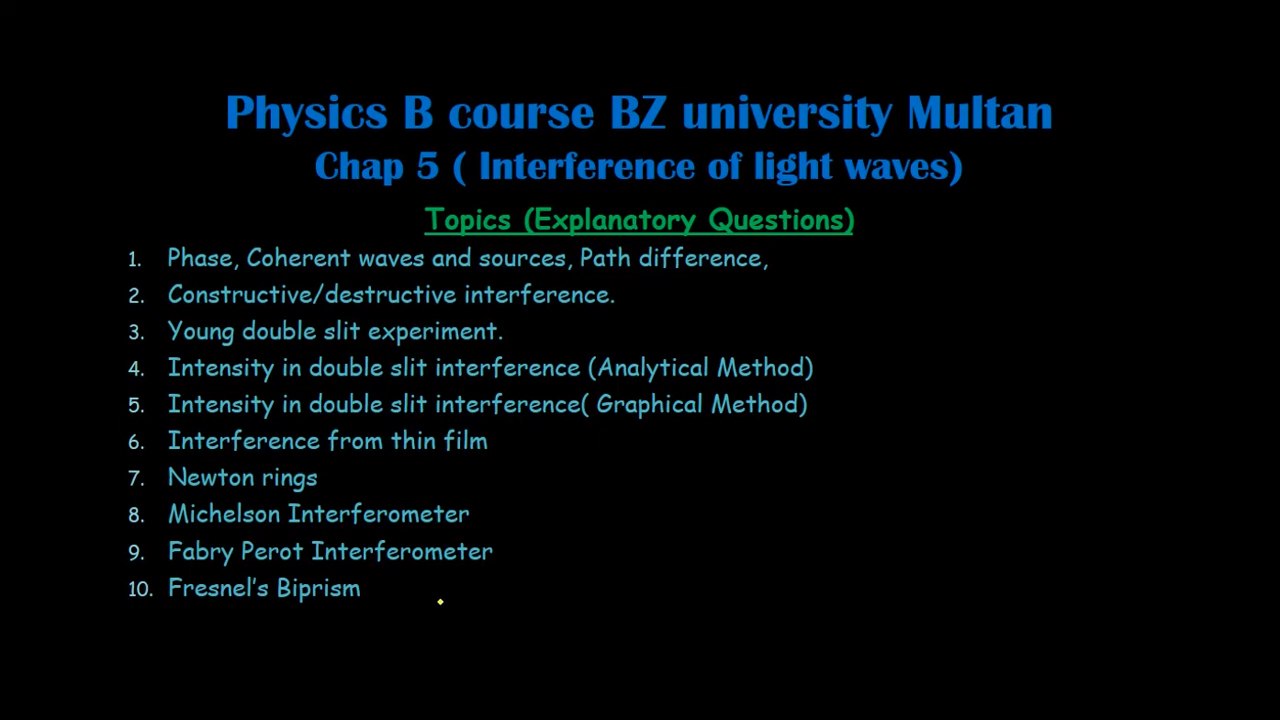 Physics B course BZ university Multan
Chap 5 ( Interference of light waves)
Topics (Explanatory Questions)
1. Phase, Coherent waves and sources, Path difference,
2. Constructive/destructive interference.
3. Young double slit experiment.
4. Intensity in double slit interference (Analytical Method)
5. Intensity in double slit interference( Graphical Method)
6. Interference from thin film
7. Newton rings
8. Michelson Interferometer
9. Fabry Perot Interferometer
10. Fresnel's Biprism